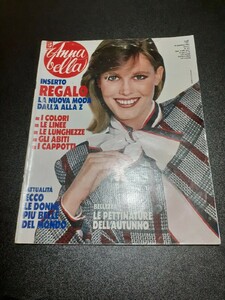 Anna
bella
INSERTO
REGALO
LA NUOVA MODA
DALL'A ALLA Z
I COLORI
LE LINEE
LE LUNGHEZZE
GLI ABITI
I CAPPOTTI
ATTUALITÀ
ECCO
LE DONNE
PIÙ BELLE
DEL MONDO
BELLEZZA
LE PETTINATURE
DELL'AUTUNNO